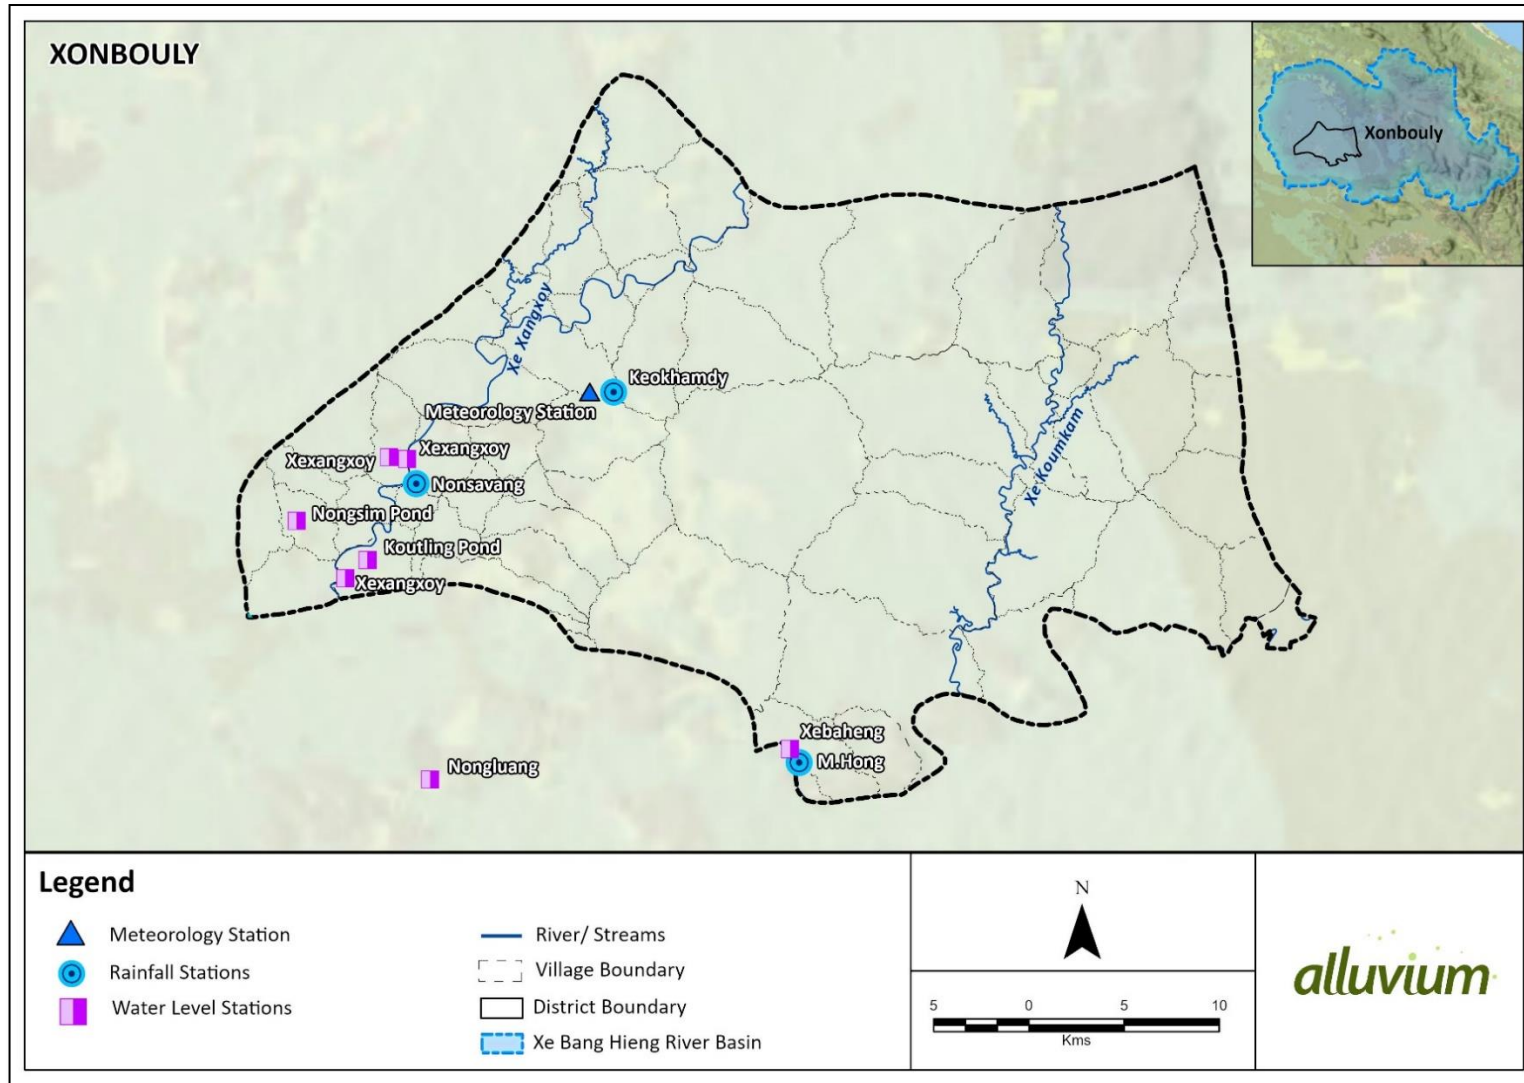 XONBOULY
Xonbouly
Xe Xangxoy
Keokhamdy
Meteorology Station
Xexangxoy
Xexangxoy
Nonsavang
Nongsim Pond
Koutling Pond
Xexangxoy
Xe Koumkam
Xebaheng
M.Hong
Nongluang
Legend
Meteorology Station
Rainfall Stations
Water Level Stations
River/ Streams
Village Boundary
District Boundary
Xe Bang Hieng River Basin
N
5 0 5 10
Kms
alluvium